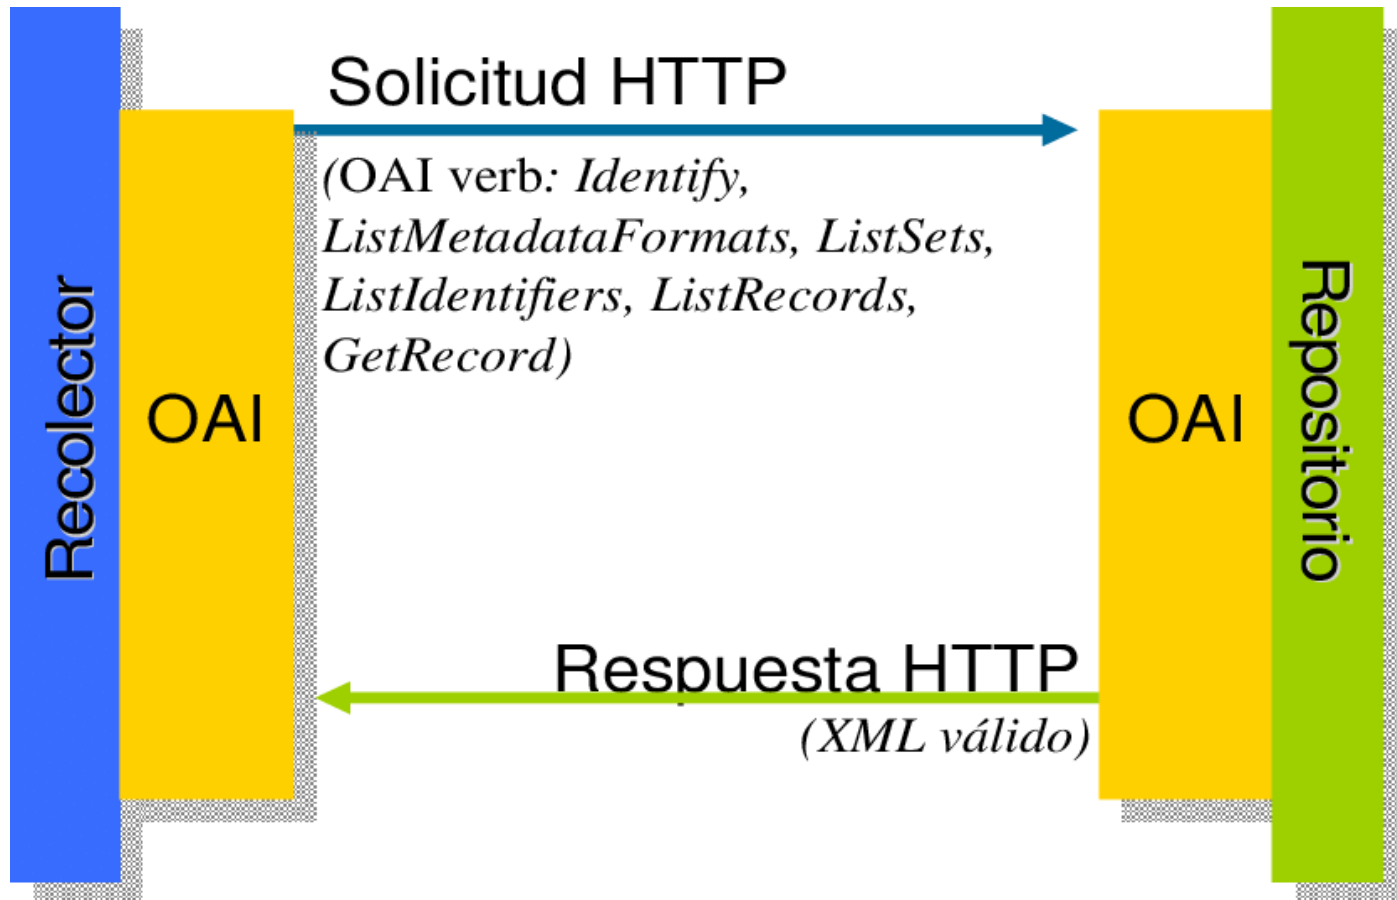 Solicitud HTTP
(OAI verb: Identify,
ListMetadataFormats, ListSets,
ListIdentifiers, ListRecords,
GetRecord)
Recolector
OAI
OAI
Repositorio
Respuesta HTTP
(XML válido)